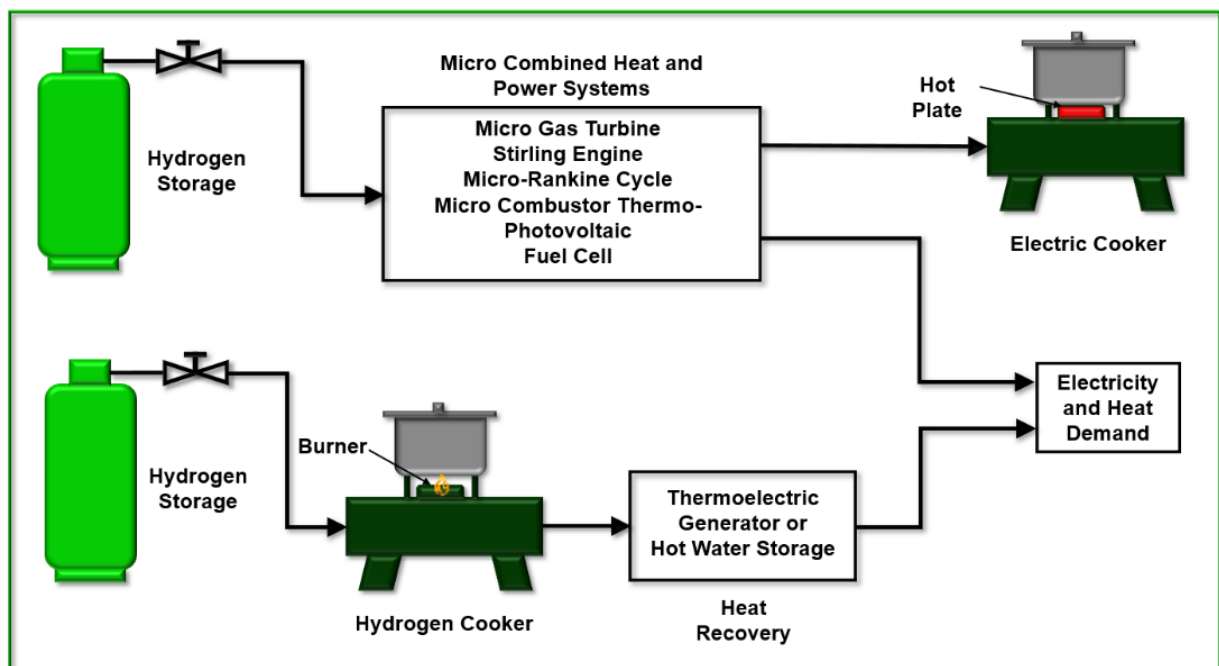 Micro Combined Heat and
Power Systems
Hydrogen
Storage
Micro Gas Turbine
Stirling Engine
Micro-Rankine Cycle
Micro Combustor Thermo-
Photovoltaic
Fuel Cell
Hot
Plate
Electric Cooker
Hydrogen
Storage
Burner
Hydrogen Cooker
Thermoelectric
Generator or
Hot Water Storage
Heat
Recovery
Electricity
and Heat
Demand